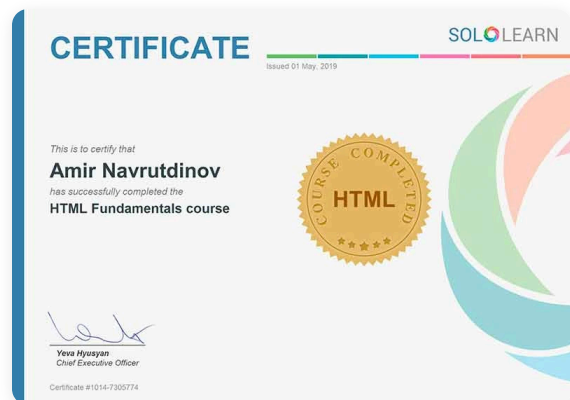 CERTIFICATE
SOLOLEARN
Issued 01 May, 2019
This is to certify that
Amir Navrutdinov
has successfully completed the
HTML Fundamentals course
COURSE COMPLETED
HTML
Yeva Hyusyan
Chief Executive Officer
Certificate #1014-7305774